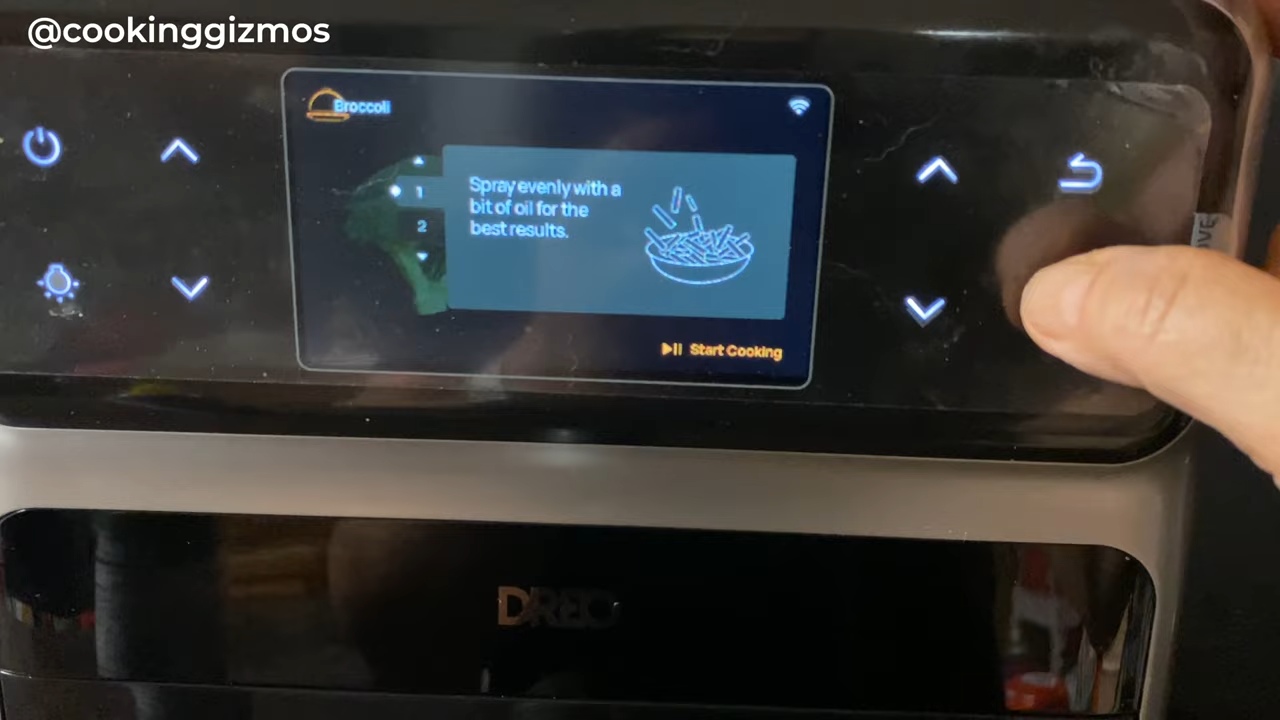 @cookinggizmos
Broccoli
1
2
Spray evenly with a
bit of oil for the
best results.
Start Cooking
DREO